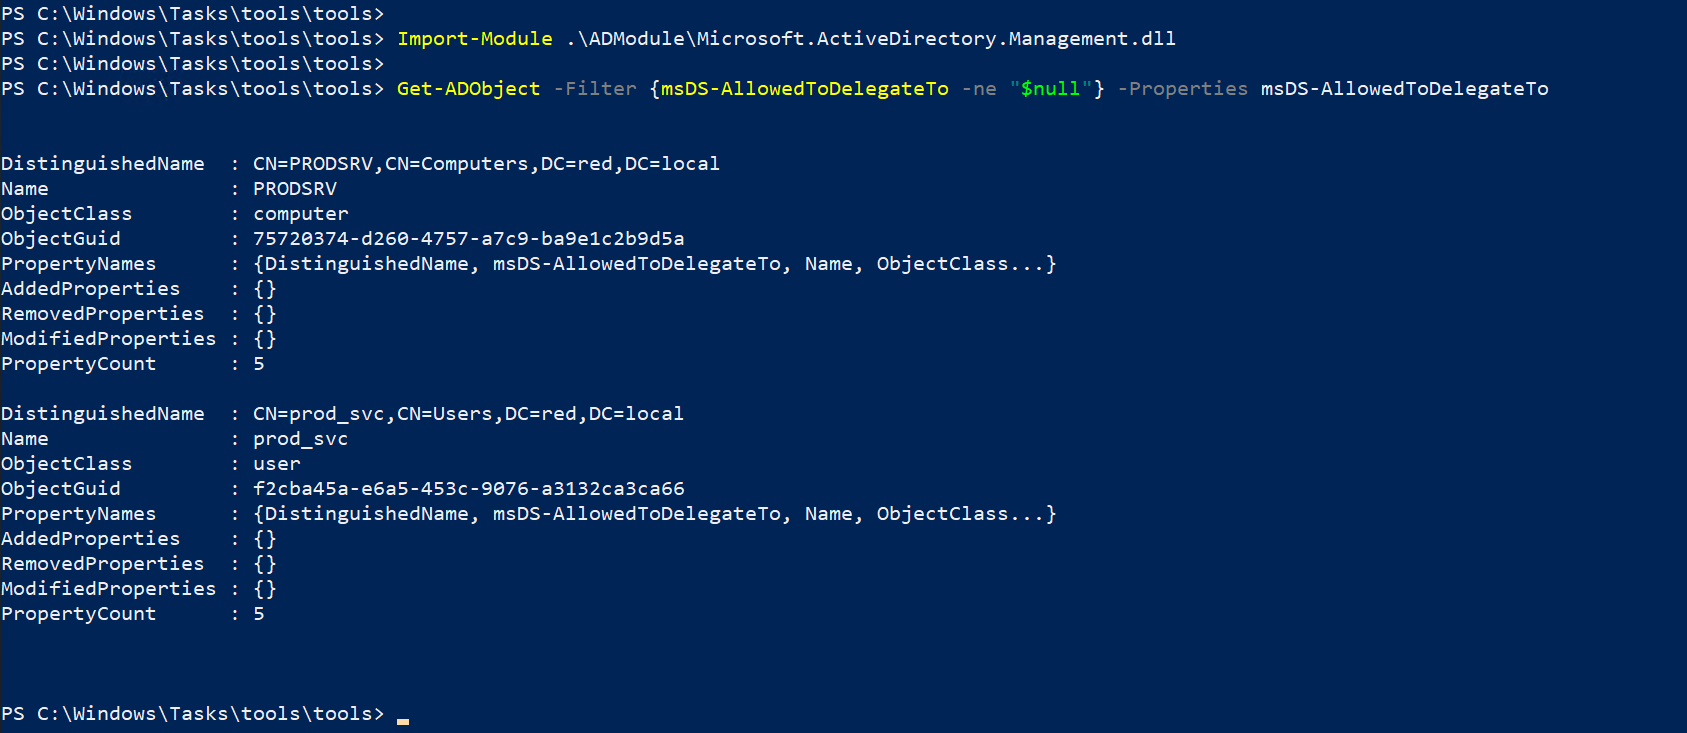 PS C:\Windows\Tasks\tools\tools>
PS C:\Windows\Tasks\tools\tools> Import-Module .\ADModule\Microsoft.ActiveDirectory.Management.dll
PS C:\Windows\Tasks\tools\tools>
PS C:\Windows\Tasks\tools\tools> Get-ADObject -Filter {msDS-AllowedToDelegateTo -ne "$null"} -Properties msDS-AllowedToDelegateTo
DistinguishedName  : CN=PRODSRV,CN=Computers,DC=red,DC=local
Name               : PRODSRV
ObjectClass        : computer
ObjectGuid         : 75720374-d260-4757-a7c9-ba9e1c2b9d5a
PropertyNames      : {DistinguishedName, msDS-AllowedToDelegateTo, Name, ObjectClass...}
AddedProperties    : {}
RemovedProperties  : {}
ModifiedProperties : {}
PropertyCount      : 5
DistinguishedName  : CN=prod_svc,CN=Users,DC=red,DC=local
Name               : prod_svc
ObjectClass        : user
ObjectGuid         : f2cba45a-e6a5-453c-9076-a3132ca3ca66
PropertyNames      : {DistinguishedName, msDS-AllowedToDelegateTo, Name, ObjectClass...}
AddedProperties    : {}
RemovedProperties  : {}
ModifiedProperties : {}
PropertyCount      : 5
PS C:\Windows\Tasks\tools\tools>